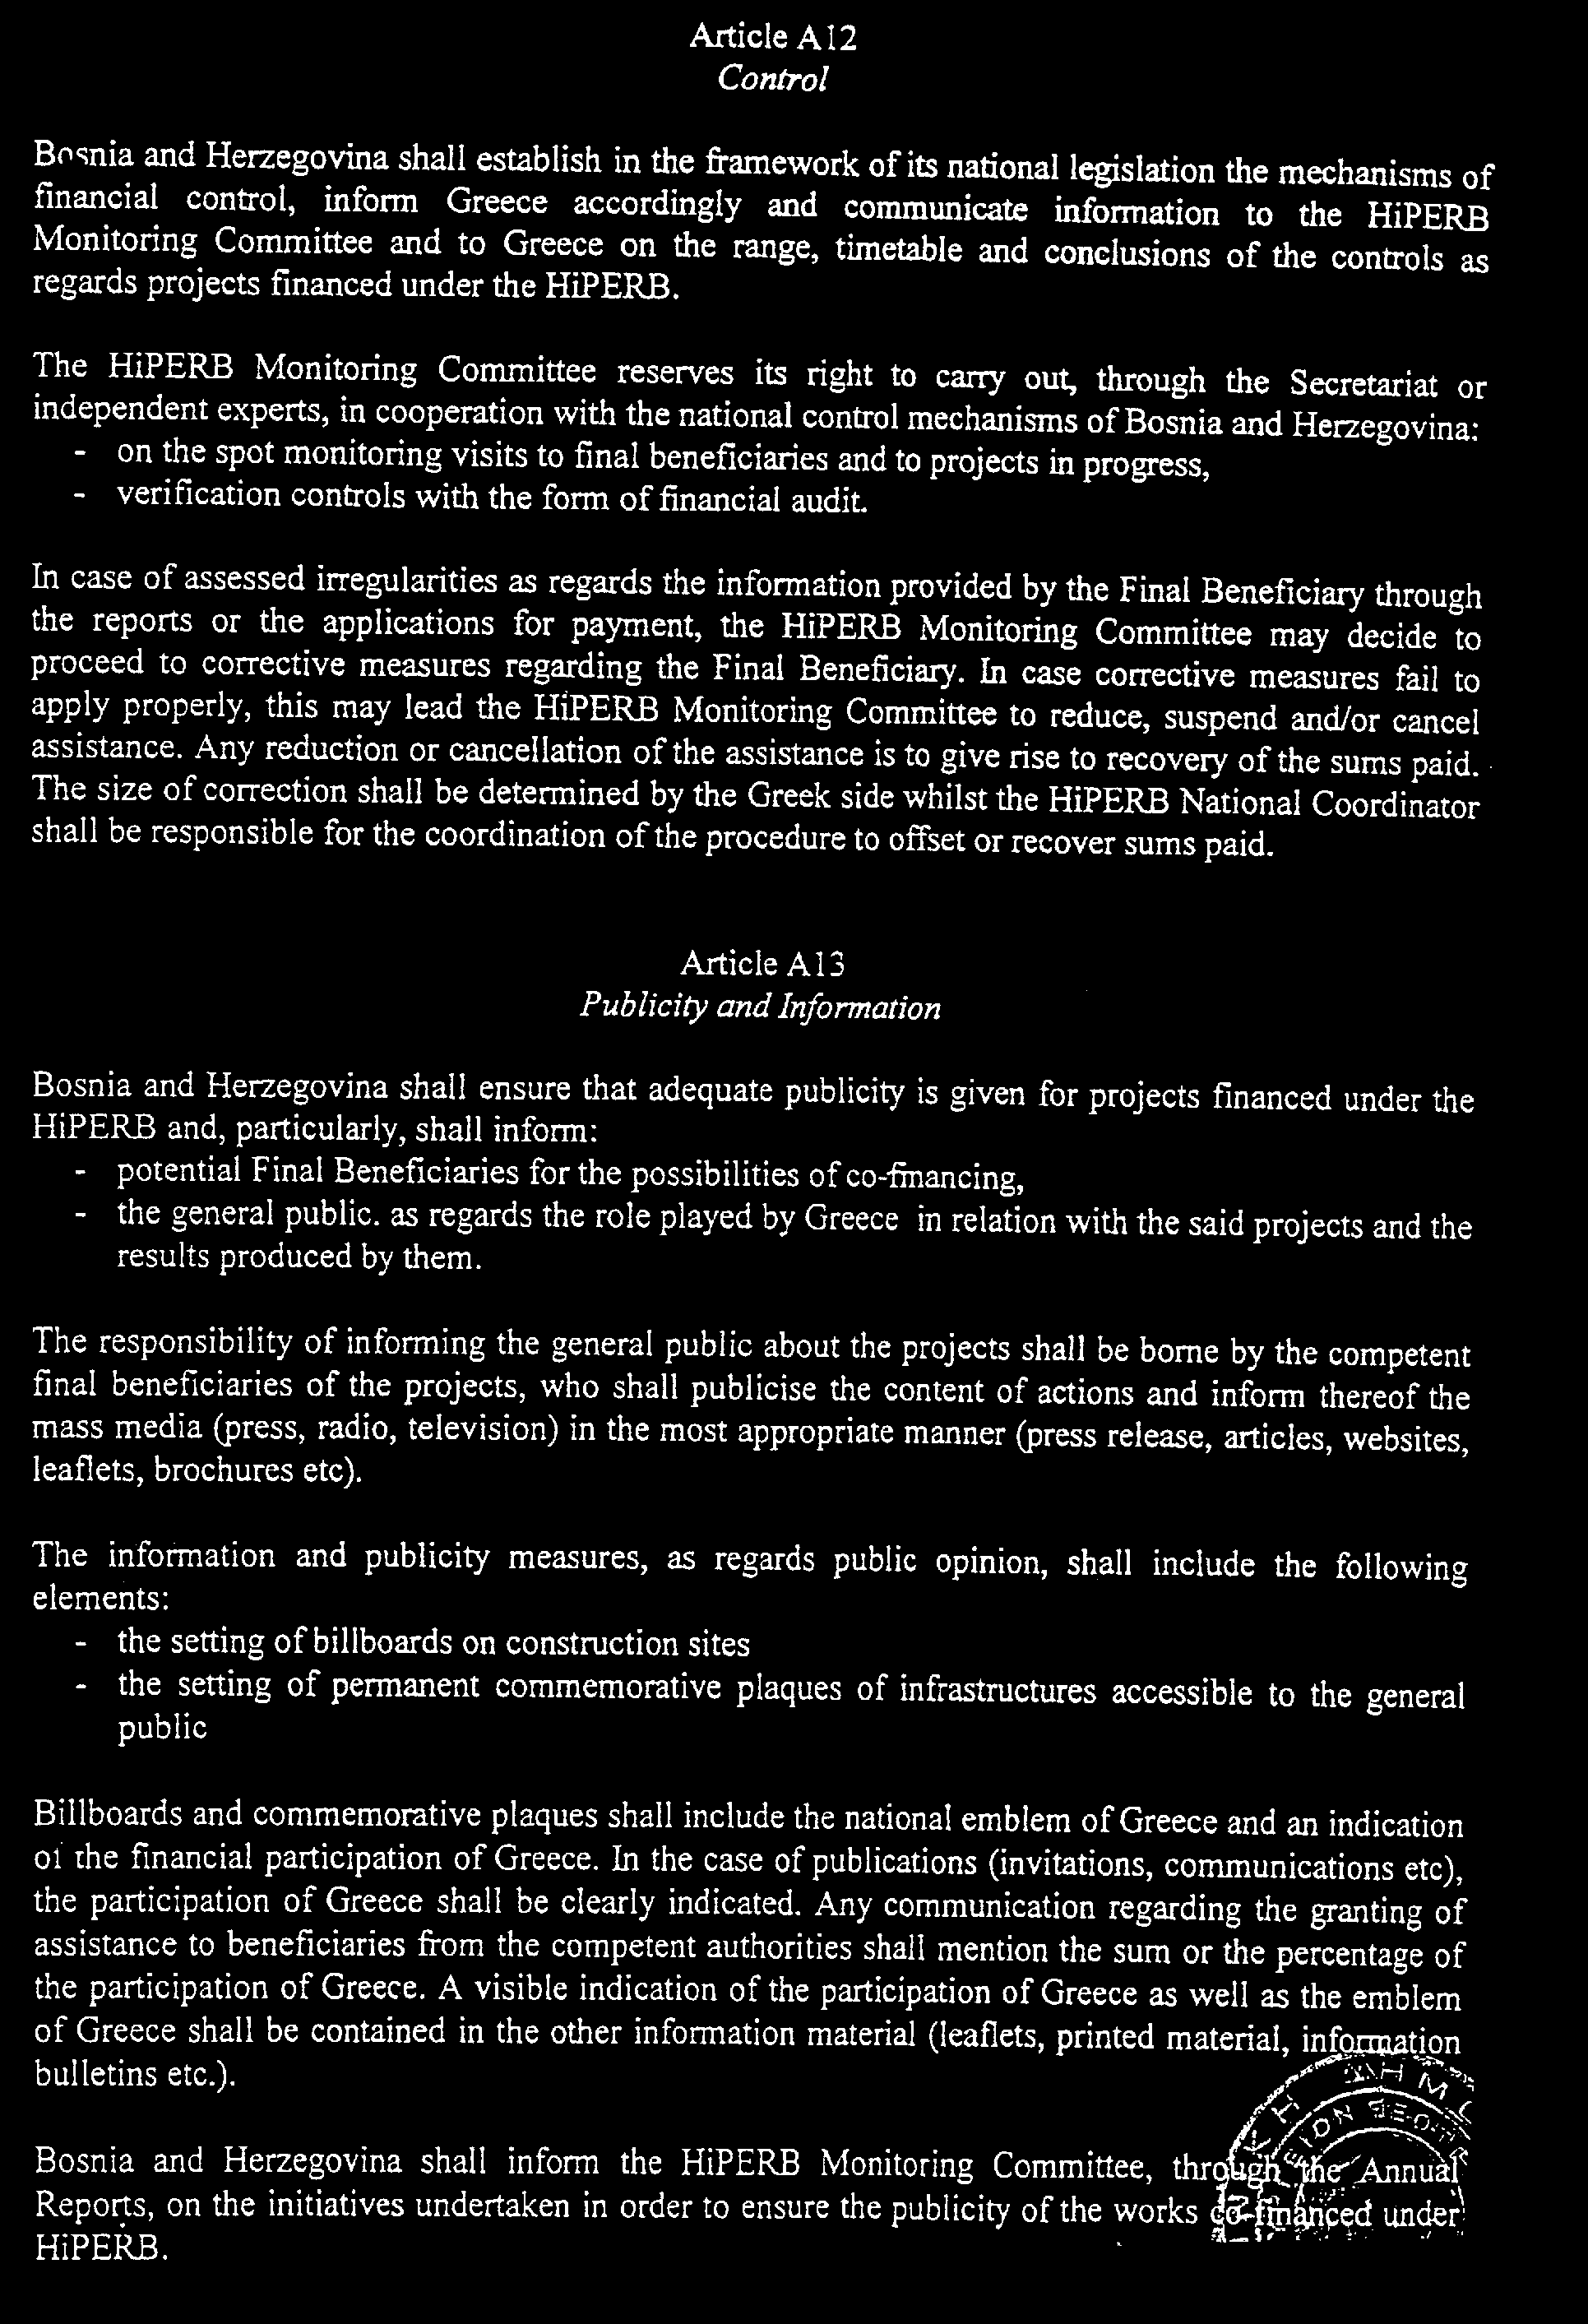 Article A12
Control
Bosnia and Herzegovina shall establish in the framework of its national legislation the mechanisms of
financial control, inform Greece accordingly and communicate information to the HiPERB
Monitoring Committee and to Greece on the range, timetable and conclusions of the controls as
regards projects financed under the HiPERB.
The HiPERB Monitoring Committee reserves its right to carry out, through the Secretariat or
independent experts, in cooperation with the national control mechanisms of Bosnia and Herzegovina:
- on the spot monitoring visits to final beneficiaries and to projects in progress,
- verification controls with the form of financial audit.
In case of assessed irregularities as regards the information provided by the Final Beneficiary through
the reports or the applications for payment, the HiPERB Monitoring Committee may decide to
proceed to corrective measures regarding the Final Beneficiary. In case corrective measures fail to
apply properly, this may lead the HiPERB Monitoring Committee to reduce, suspend and/or cancel
assistance. Any reduction or cancellation of the assistance is to give rise to recovery of the sums paid.
The size of correction shall be determined by the Greek side whilst the HiPERB National Coordinator
shall be responsible for the coordination of the procedure to offset or recover sums paid.
Article A13
Publicity and Information
Bosnia and Herzegovina shall ensure that adequate publicity is given for projects financed under the
HiPERB and, particularly, shall inform:
- potential Final Beneficiaries for the possibilities of co-financing,
- the general public. as regards the role played by Greece in relation with the said projects and the
results produced by them.
The responsibility of informing the general public about the projects shall be borne by the competent
final beneficiaries of the projects, who shall publicise the content of actions and inform thereof the
mass media (press, radio, television) in the most appropriate manner (press release, articles, websites,
leaflets, brochures etc).
The information and publicity measures, as regards public opinion, shall include the following
elements:
- the setting of billboards on construction sites
- the setting of permanent commemorative plaques of infrastructures accessible to the general
public
Billboards and commemorative plaques shall include the national emblem of Greece and an indication
of the financial participation of Greece. In the case of publications (invitations, communications etc),
the participation of Greece shall be clearly indicated. Any communication regarding the granting of
assistance to beneficiaries from the competent authorities shall mention the sum or the percentage of
the participation of Greece. A visible indication of the participation of Greece as well as the emblem
of Greece shall be contained in the other information material (leaflets, printed material, information
bulletins etc.).
Bosnia and Herzegovina shall inform the HiPERB Monitoring Committee, through the Annual
Reports, on the initiatives undertaken in order to ensure the publicity of the works co-financed under
HiPERB.